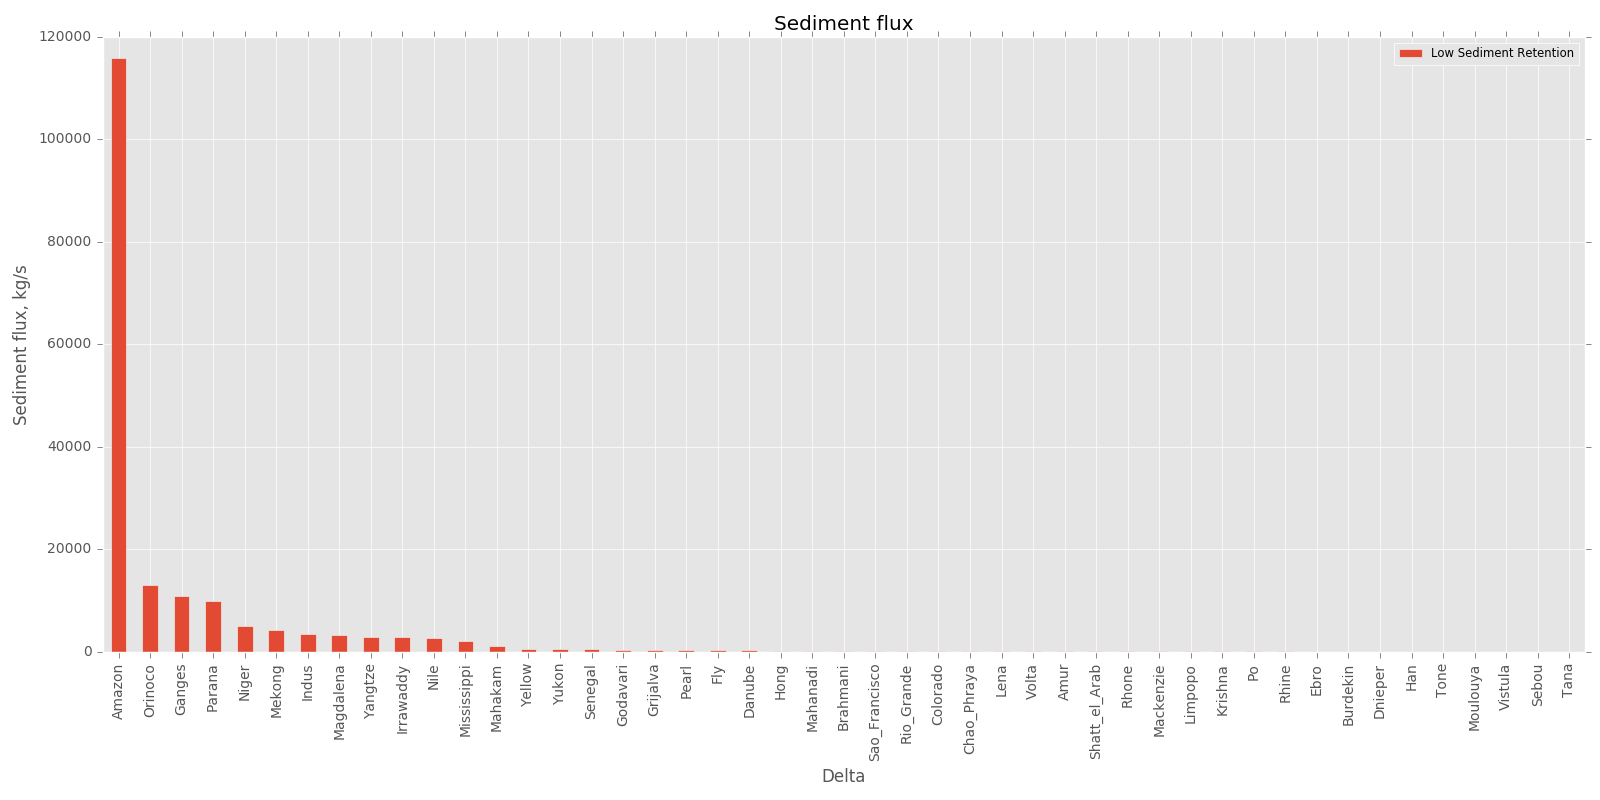 Sediment flux
Low Sediment Retention
120000
100000
80000
60000
40000
20000
0
Sediment flux, kg/s
Amazon
Orinoco
Ganges
Parana
Niger
Mekong
Indus
Magdalena
Yangtze
Irrawaddy
Nile
Mississippi
Mahakam
Yellow
Yukon
Senegal
Godavari
Grijalva
Pearl
Fly
Danube
Hong
Mahanadi
Brahmani
Sao_Francisco
Rio_Grande
Colorado
Chao_Phraya
Lena
Volta
Amur
Shatt_el_Arab
Rhone
Mackenzie
Limpopo
Krishna
Po
Rhine
Ebro
Burdekin
Dnieper
Han
Tone
Moulouya
Vistula
Sebou
Tana
Delta